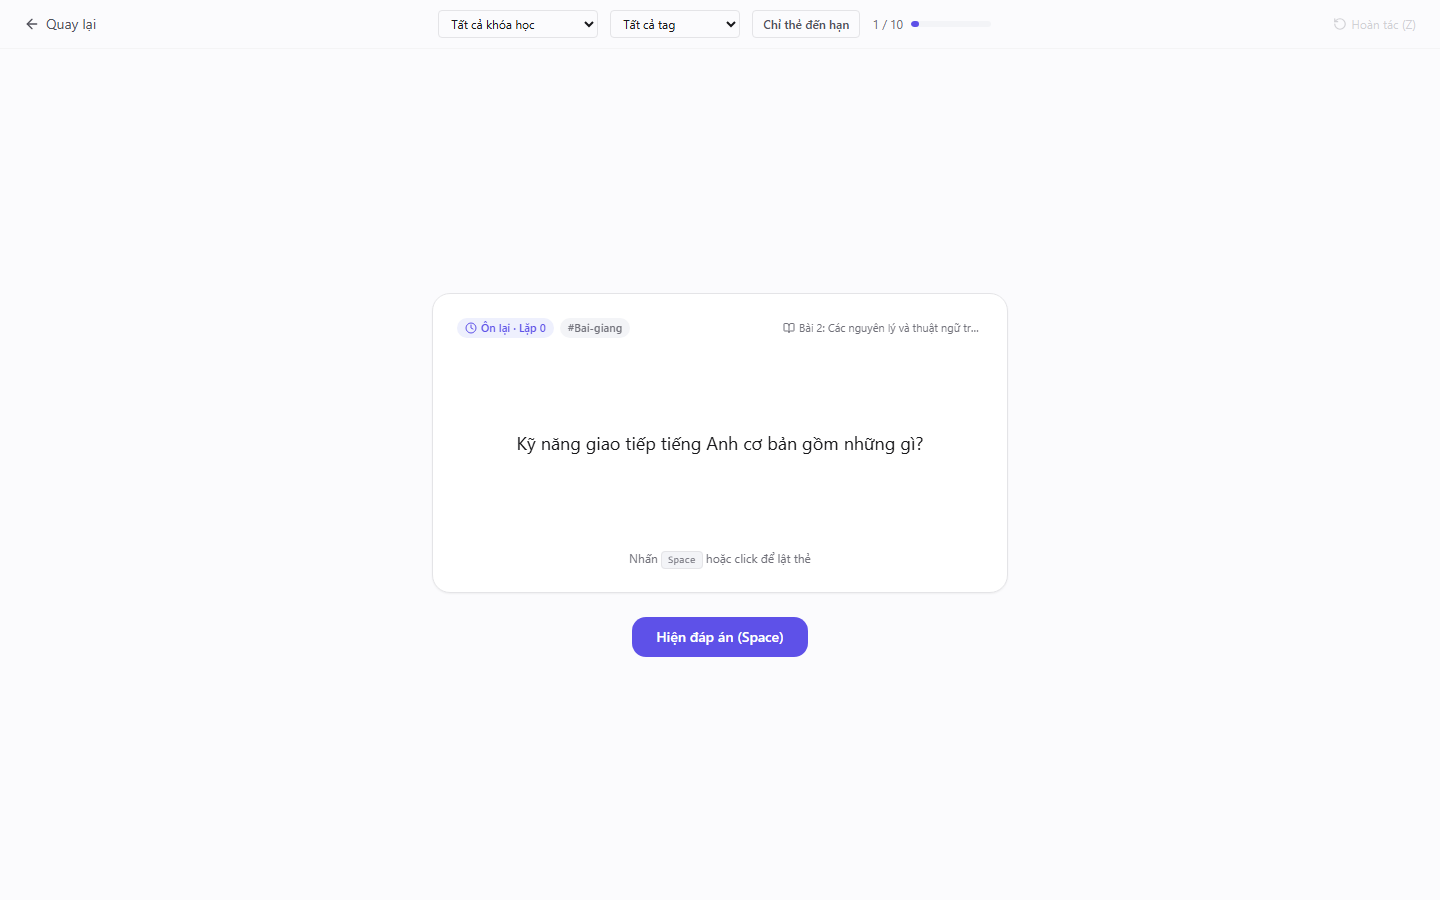 Quay lại
Tất cả khóa học
Tất cả tag
Chỉ thẻ đến hạn
1 / 10
Hoàn tác (Z)
Ôn lại · Lặp 0
#Bai-giang
Bài 2: Các nguyên lý và thuật ngữ tr...
Kỹ năng giao tiếp tiếng Anh cơ bản gồm những gì?
Nhấn Space hoặc click để lật thẻ
Hiện đáp án (Space)